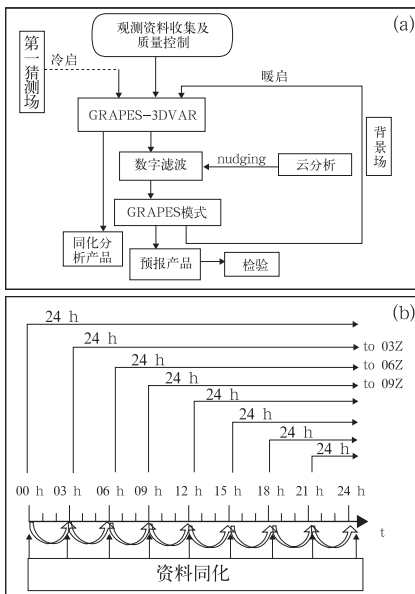 (a)
观测资料收集及
质量控制
第一猜测场
冷启
暖启
GRAPES-3DVAR
背景场
数字滤波
nudging
云分析
GRAPES模式
同化分
析产品
预报产品
检验
(b)
24 h
24 h
to 03Z
24 h
to 06Z
24 h
to 09Z
24 h
24 h
24 h
24 h
00 h 03 h 06 h 09 h 12 h 15 h 18 h 21 h 24 h
t
资料同化